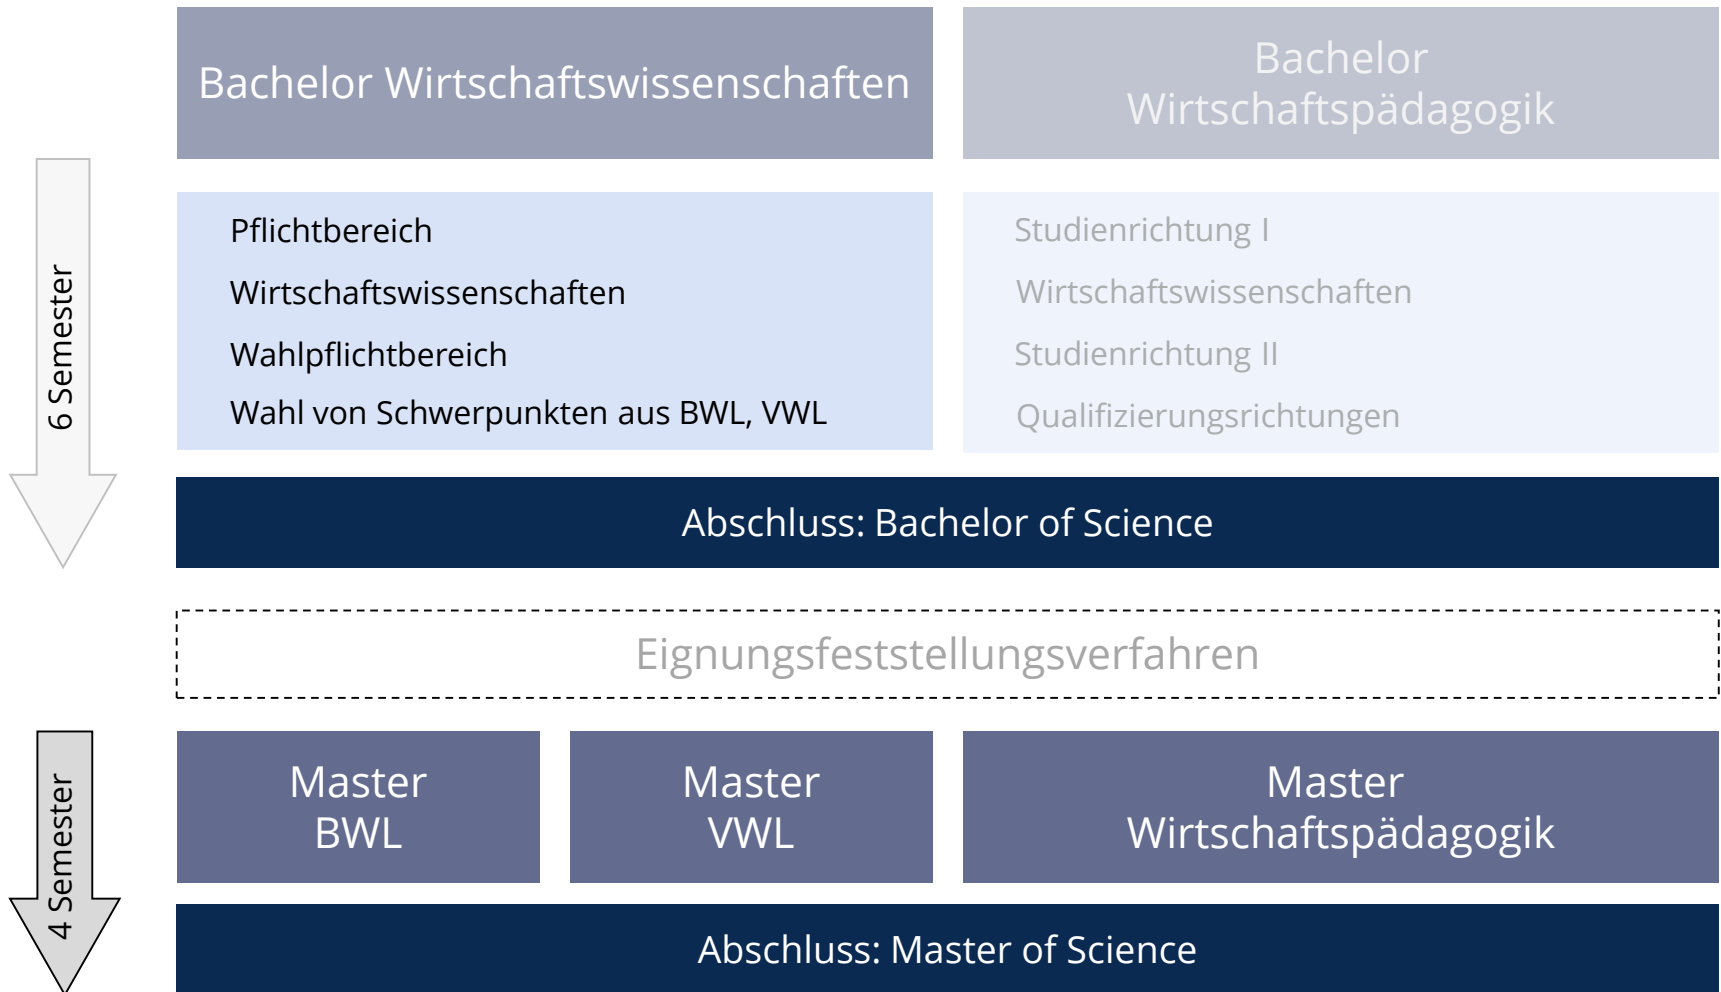 Bachelor Wirtschaftswissenschaften
Bachelor
Wirtschaftspädagogik
6 Semester
Pflichtbereich
Wirtschaftswissenschaften
Wahlpflichtbereich
Wahl von Schwerpunkten aus BWL, VWL
Studienrichtung I
Wirtschaftswissenschaften
Studienrichtung II
Qualifizierungsrichtungen
Abschluss: Bachelor of Science
Eignungsfeststellungsverfahren
4 Semester
Master
BWL
Master
VWL
Master
Wirtschaftspädagogik
Abschluss: Master of Science